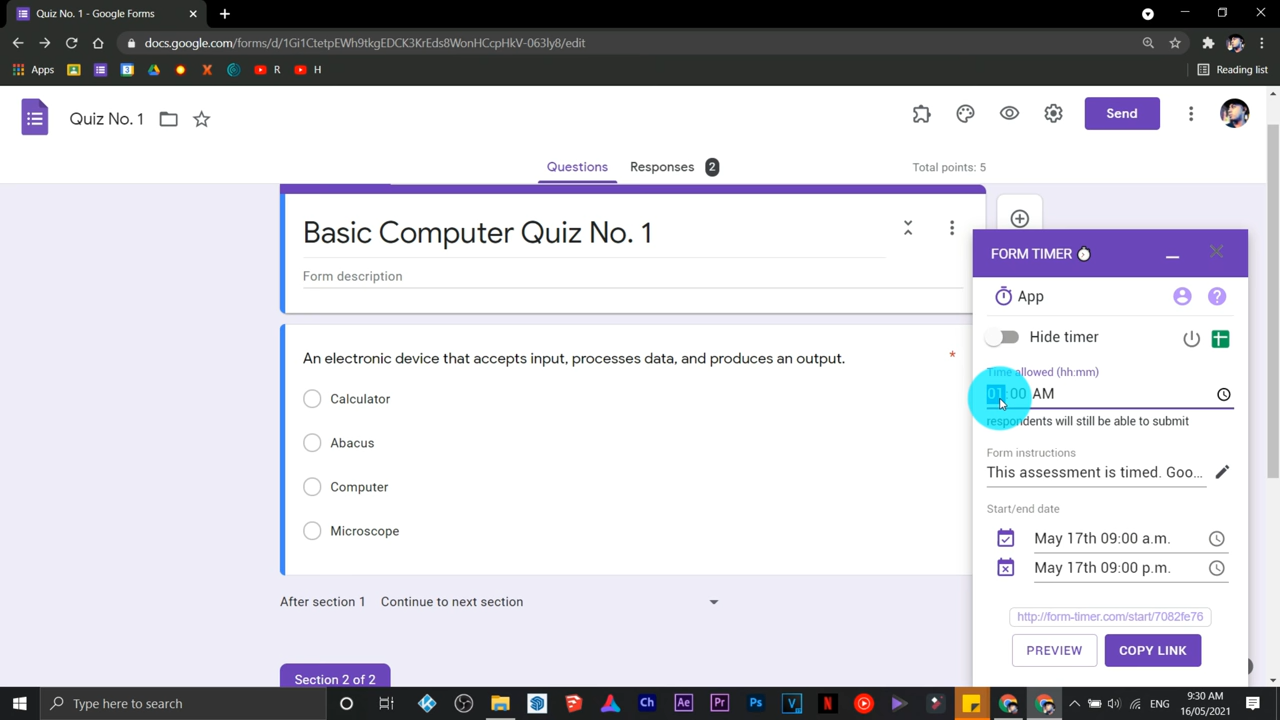 Quiz No. 1 - Google Forms
docs.google.com/forms/d/1Gi1CtetpEWh9tkgEDCK3KrEds8WonHCcpHkV-063ly8/edit
Apps
R
H
Reading list
Quiz No. 1
Send
Questions
Responses 2
Total points: 5
Basic Computer Quiz No. 1
Form description
An electronic device that accepts input, processes data, and produces an output. *
Calculator
Abacus
Computer
Microscope
After section 1 Continue to next section
Section 2 of 2
FORM TIMER
App
Hide timer
Time allowed (hh:mm)
01:00 AM
respondents will still be able to submit
Form instructions
This assessment is timed. Goo...
Start/end date
May 17th 09:00 a.m.
May 17th 09:00 p.m.
http://form-timer.com/start/7082fe76
PREVIEW
COPY LINK
Type here to search
Ch
Ae
Pr
Ps
V
N
ENG
9:30 AM
16/05/2021